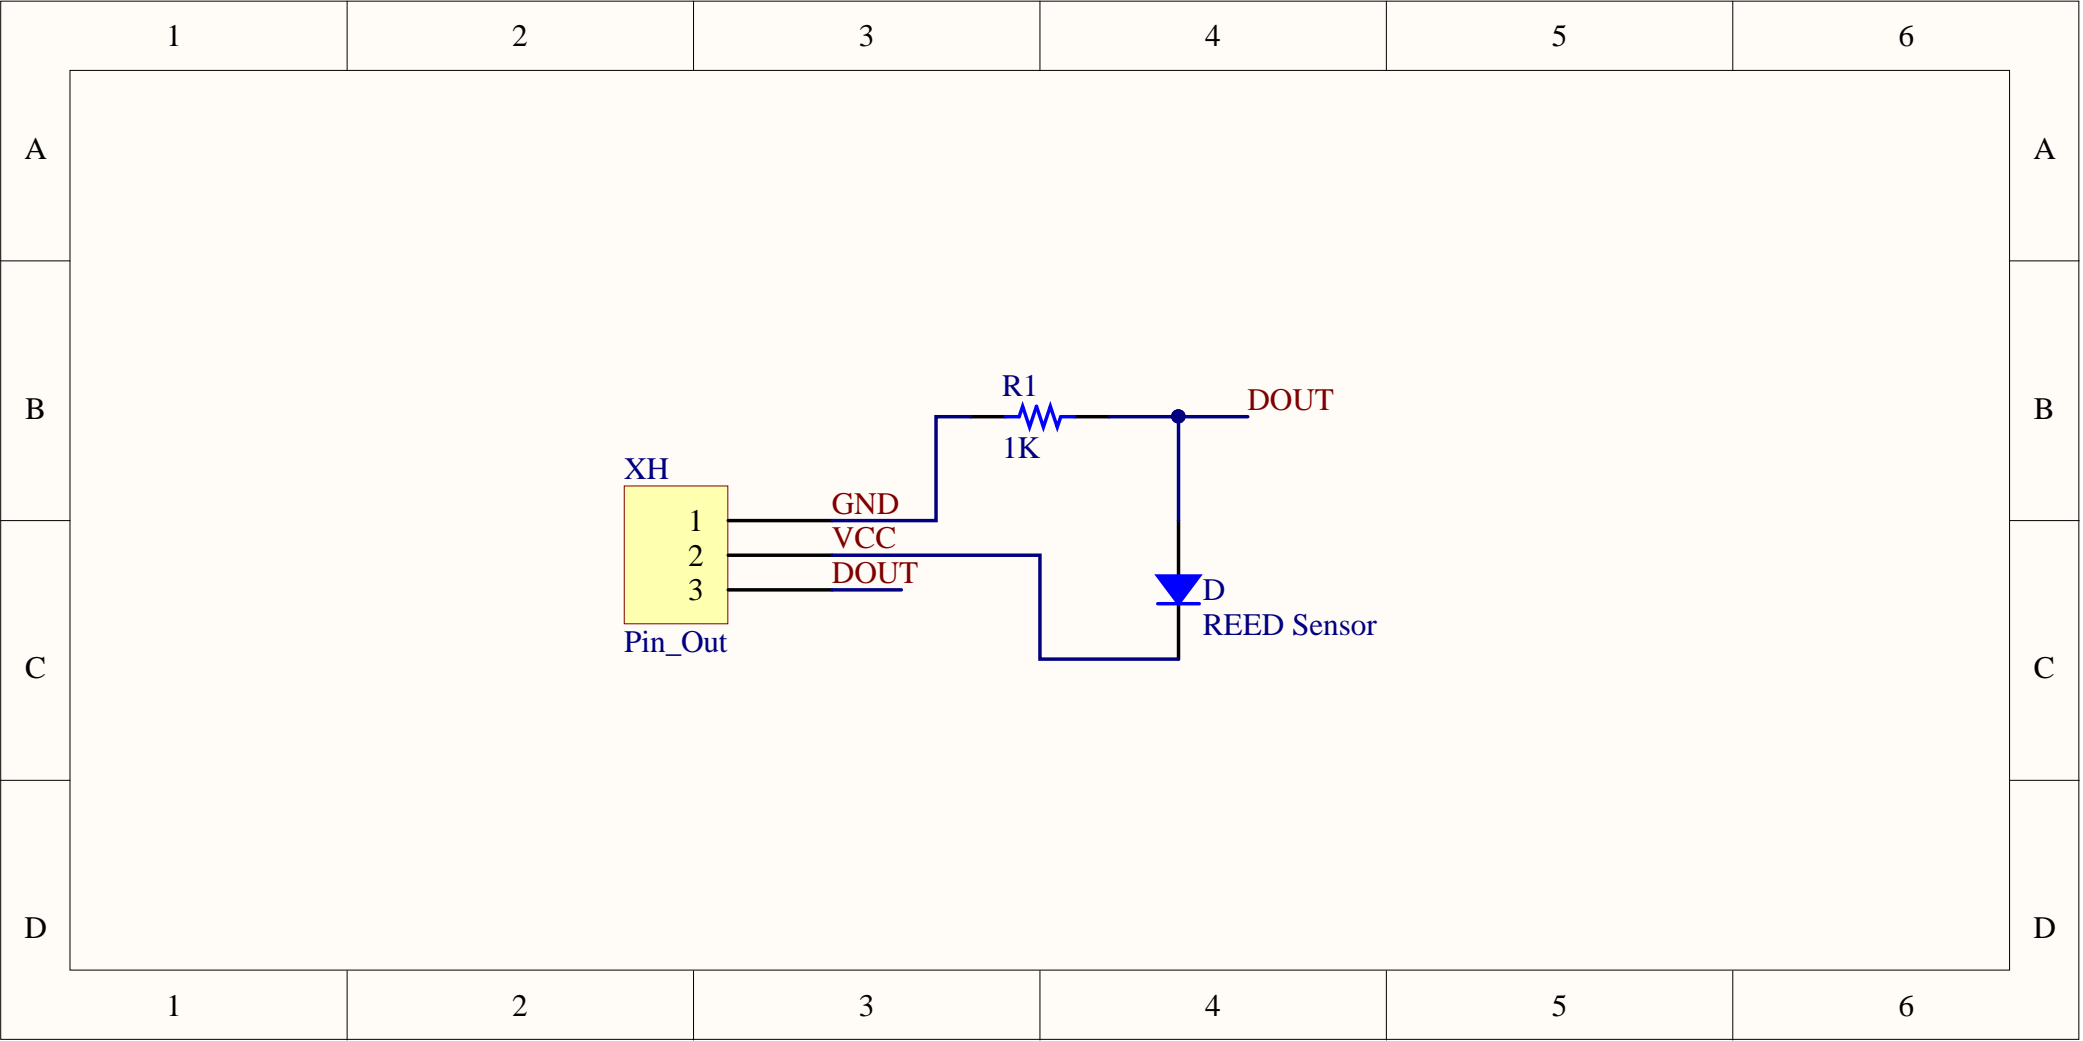 1 2 3 4 5 6
A A
R1
B DOUT B
1K
XH
GND
1
VCC
2
DOUT
3 D
REED Sensor
Pin_Out
C C
D D
1 2 3 4 5 6